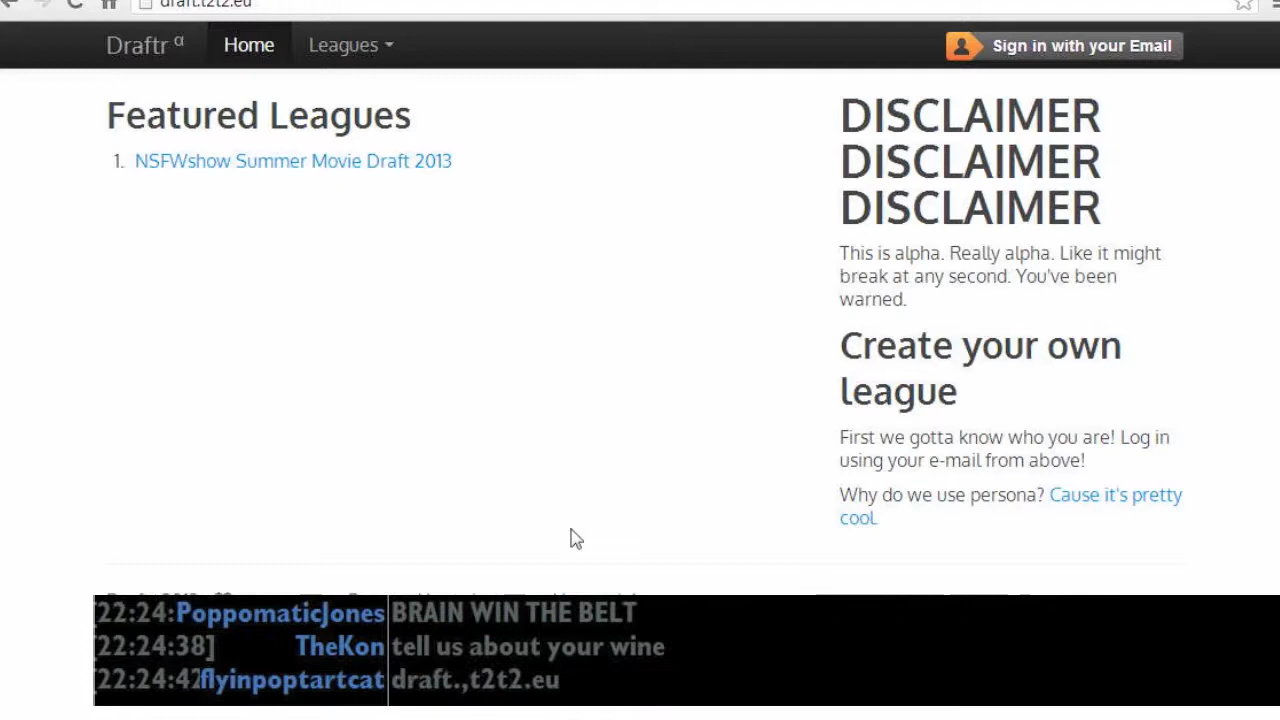 draft.t2t2.eu
Draftr α Home Leagues Sign in with your Email
Featured Leagues
1. NSFWshow Summer Movie Draft 2013
DISCLAIMER
DISCLAIMER
DISCLAIMER
This is alpha. Really alpha. Like it might
break at any second. You've been
warned.
Create your own
league
First we gotta know who you are! Log in
using your e-mail from above!
Why do we use persona? Cause it's pretty
cool.
[22:24: PoppomaticJones BRAIN WIN THE BELT
[22:24:38] TheKon tell us about your wine
[22:24:42 flyinpoptartcat draft.,t2t2.eu